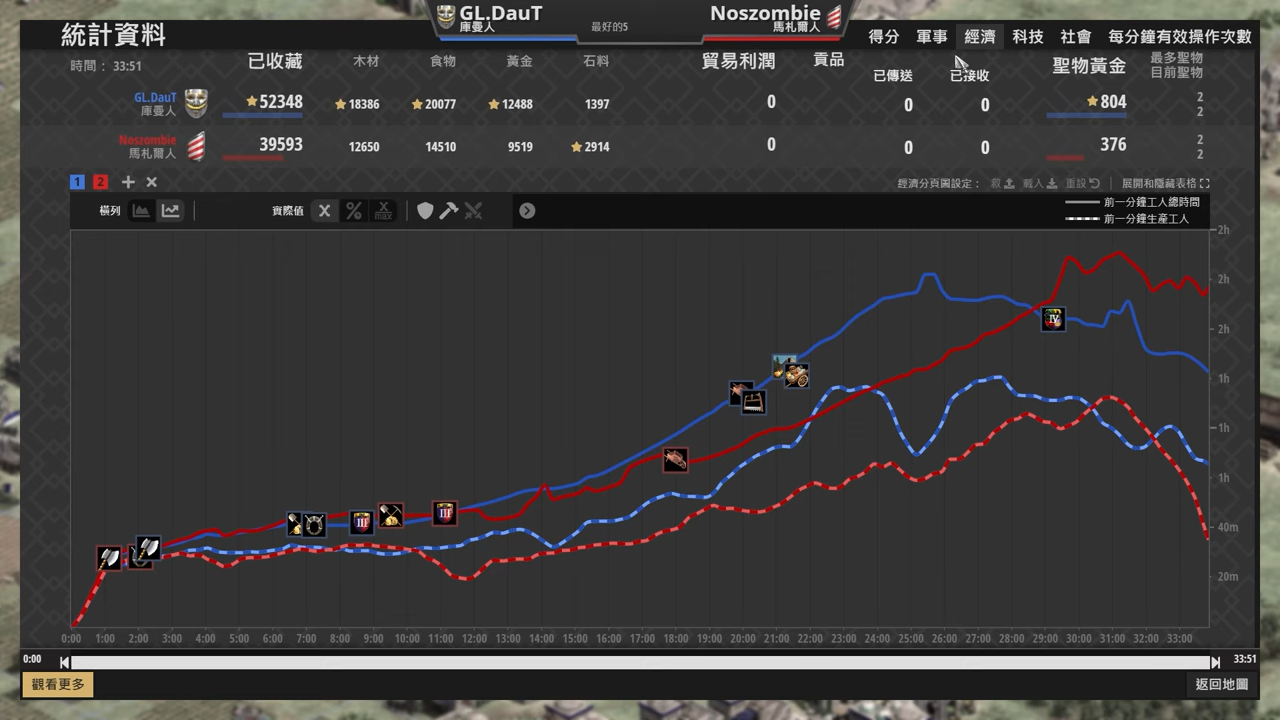 GL.DauT
庫曼人
最好的5
Noszombie
馬札爾人
統計資料
得分 軍事 經濟 科技 社會 每分鐘有效操作次數
時間： 33:51
已收藏 木材 食物 黃金 石料 貿易利潤 貢品 已傳送 已接收 聖物黃金 最多聖物
目前聖物
GL.DauT
庫曼人
52348 18386 20077 12488 1397 0 0 0 804 2
2
Noszombie
馬札爾人
39593 12650 14510 9519 2914 0 0 0 376 2
2
1 2
經濟分頁圖設定： 載入 重設 展開和隱藏表格
橫列 實際值 X % X max
前一分鐘工人總時間
前一分鐘生產工人
2h
2h
2h
1h
1h
1h
40m
20m
III
III
IV
0:00 1:00 2:00 3:00 4:00 5:00 6:00 7:00 8:00 9:00 10:00 11:00 12:00 13:00 14:00 15:00 16:00 17:00 18:00 19:00 20:00 21:00 22:00 23:00 24:00 25:00 26:00 27:00 28:00 29:00 30:00 31:00 32:00 33:00
0:00 33:51
觀看更多 返回地圖